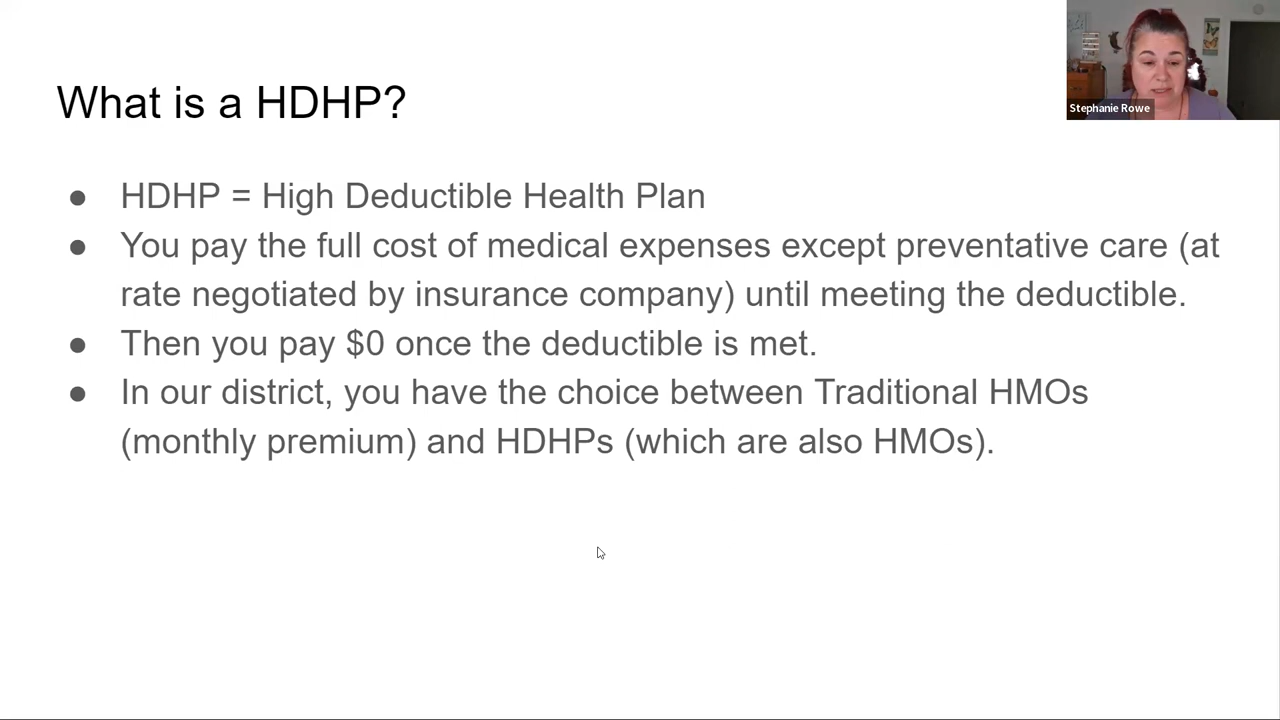 What is a HDHP?
Stephanie Rowe
● HDHP = High Deductible Health Plan
● You pay the full cost of medical expenses except preventative care (at
rate negotiated by insurance company) until meeting the deductible.
● Then you pay $0 once the deductible is met.
● In our district, you have the choice between Traditional HMOs
(monthly premium) and HDHPs (which are also HMOs).